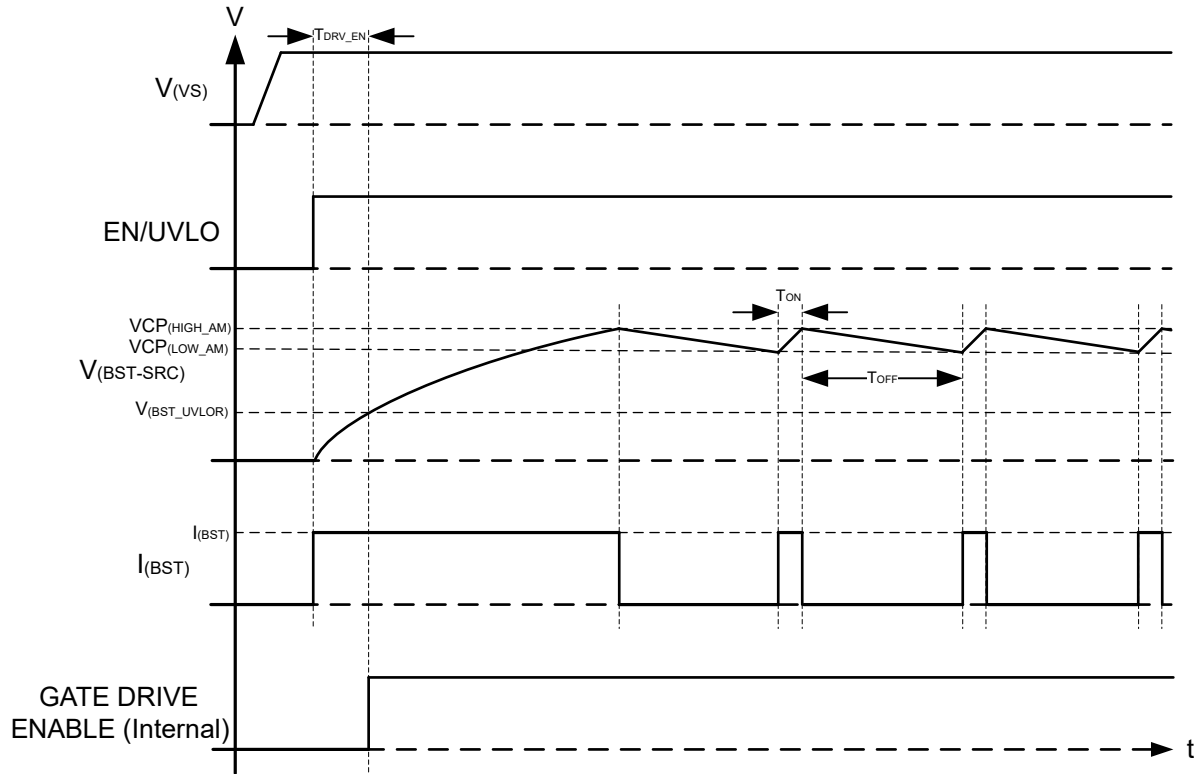 V
TDRV_EN
V(VS)
EN/UVLO
TON
VCP(HIGH_AM)
VCP(LOW_AM)
V(BST-SRC)
TOFF
V(BST_UVLOR)
I(BST)
I(BST)
GATE DRIVE
ENABLE (Internal)
t